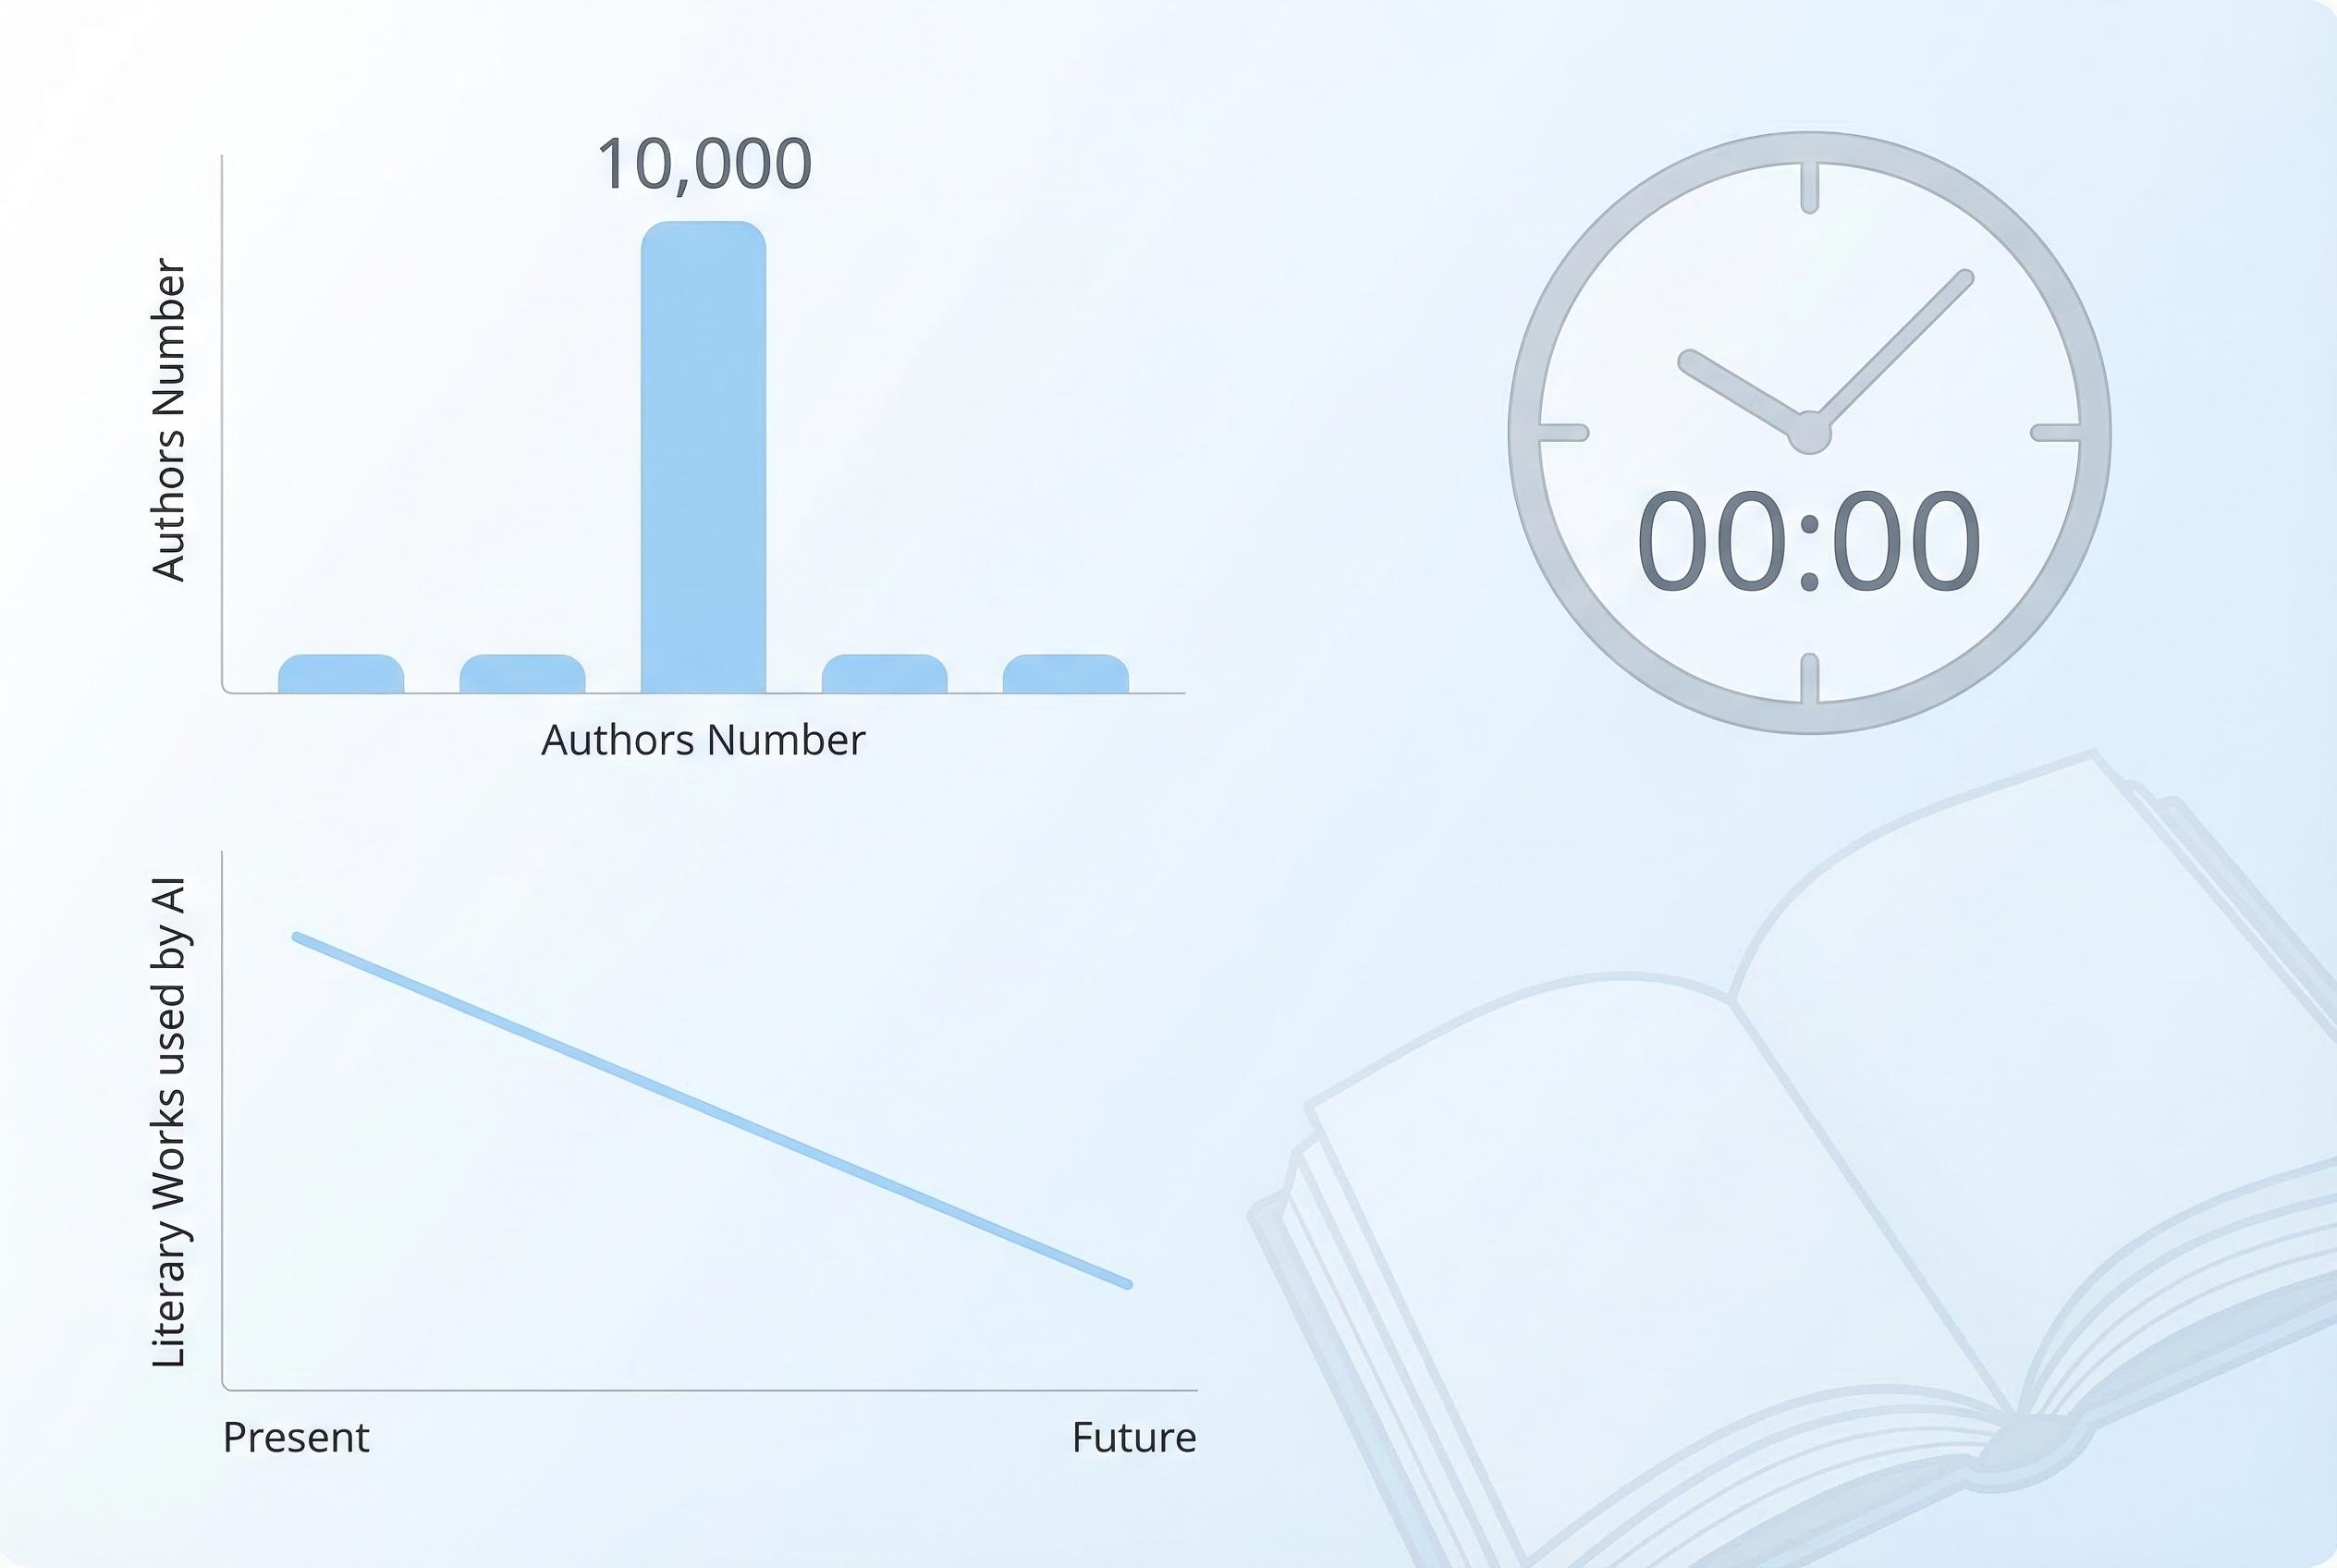 10,000
Authors Number
Authors Number
00:00
Literary Works used by AI
Present
Future